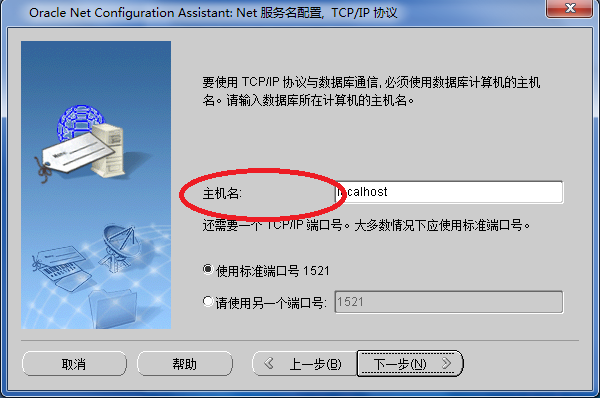 Oracle Net Configuration Assistant: Net 服务名配置, TCP/IP 协议
要使用 TCP/IP 协议与数据库通信, 必须使用数据库计算机的主机
名。请输入数据库所在计算机的主机名。
主机名: localhost
还需要一个 TCP/IP 端口号。大多数情况下应使用标准端口号。
使用标准端口号 1521
请使用另一个端口号: 1521
取消 帮助 上一步(B) 下一步(N)